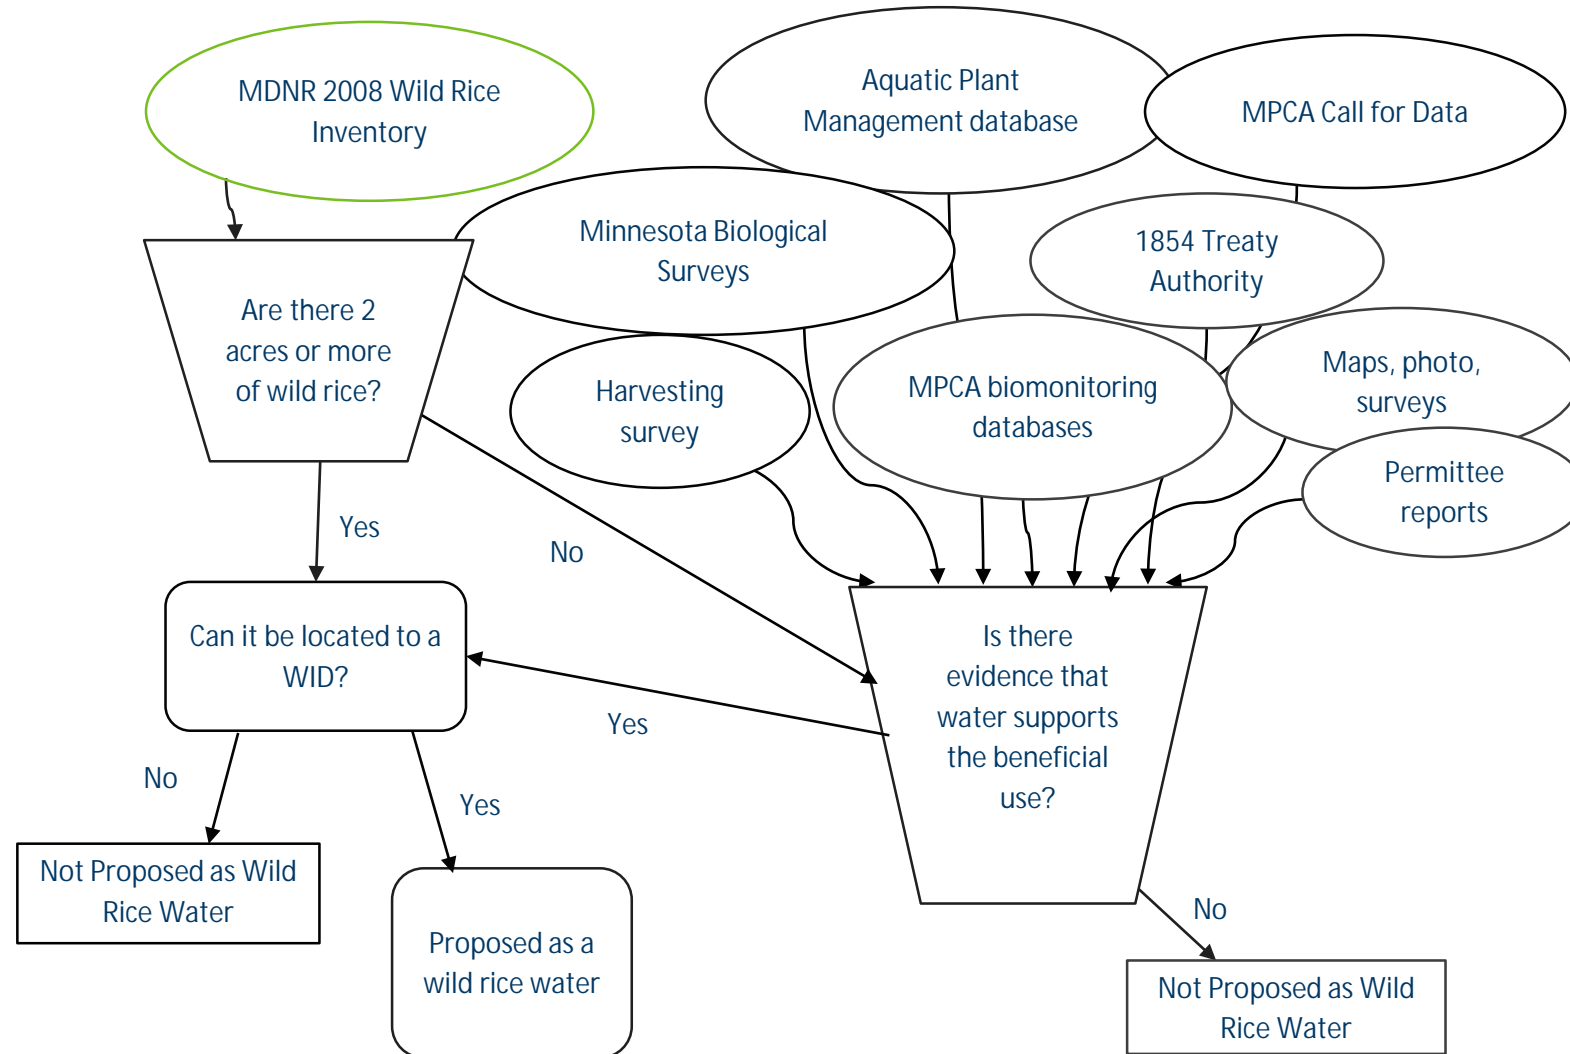 MDNR 2008 Wild Rice
Inventory
Aquatic Plant
Management database
MPCA Call for Data
Minnesota Biological
Surveys
1854 Treaty
Authority
Are there 2
acres or more
of wild rice?
Harvesting
survey
MPCA biomonitoring
databases
Maps, photo,
surveys
Permittee
reports
Yes
No
Can it be located to a
WID?
Is there
evidence that
water supports
the beneficial
use?
Yes
No
Yes
Not Proposed as Wild
Rice Water
Proposed as a
wild rice water
No
Not Proposed as Wild
Rice Water